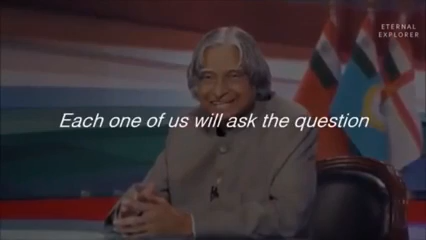 ETERNAL
EXPLORER
Each one of us will ask the question